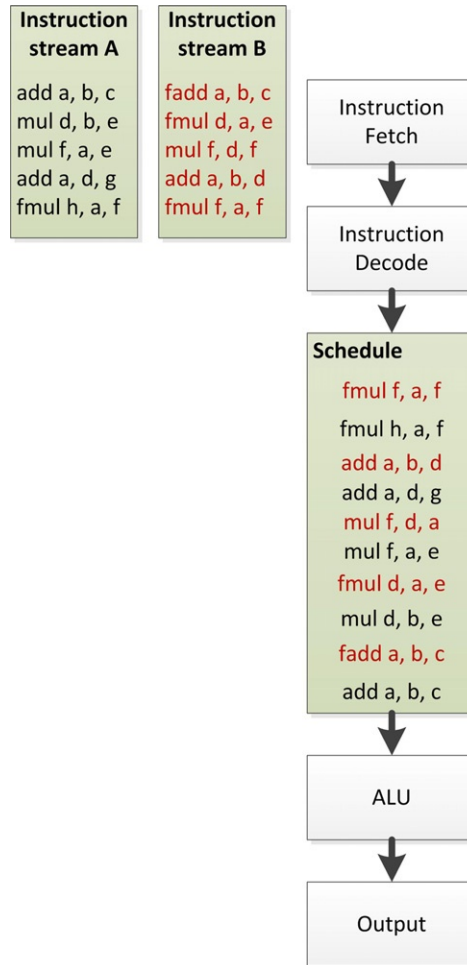 Instruction
stream A
add a, b, c
mul d, b, e
mul f, a, e
add a, d, g
fmul h, a, f
Instruction
stream B
fadd a, b, c
fmul d, a, e
mul f, d, f
add a, b, d
fmul f, a, f
Instruction
Fetch
Instruction
Decode
Schedule
fmul f, a, f
fmul h, a, f
add a, b, d
add a, d, g
mul f, d, a
mul f, a, e
fmul d, a, e
mul d, b, e
fadd a, b, c
add a, b, c
ALU
Output